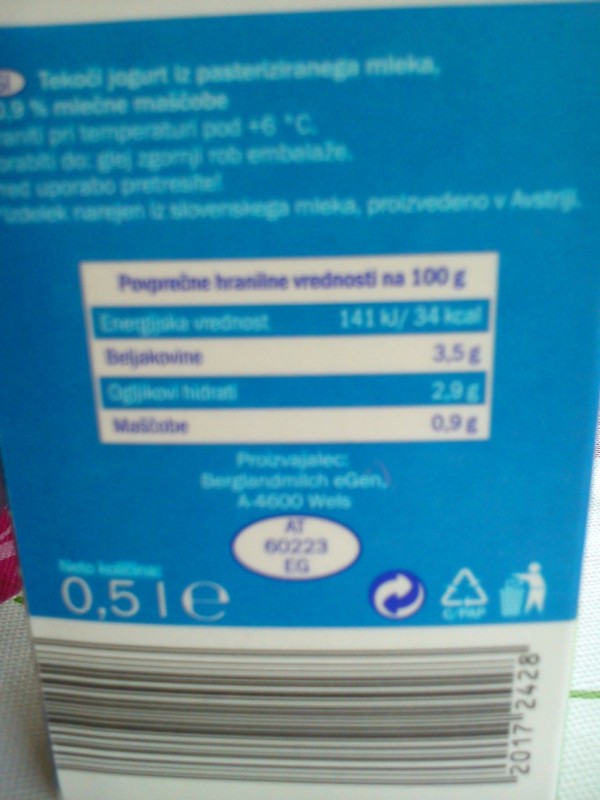 Tekoči jogurt iz pasteriziranega mleka,
0,9 % mlečne maščobe
pri temperaturi pod +6 °C.
do: glej zgornji rob embalaže.
uporabo pretresite!
Izdelek narejen iz slovenskega mleka, proizvedeno v Avstriji.
Povprečne hranilne vrednosti na 100 g
Energijska vrednost 141 kJ/ 34 kcal
Beljakovine 3,5 g
Ogljikovi hidrati 2,9 g
Maščobe 0,9 g
Proizvajalec:
Berglandmilch eGen,
A-4600 Wels
AT
60223
EG
Neto količina:
0,5 l e
C/PAP
2017 2428